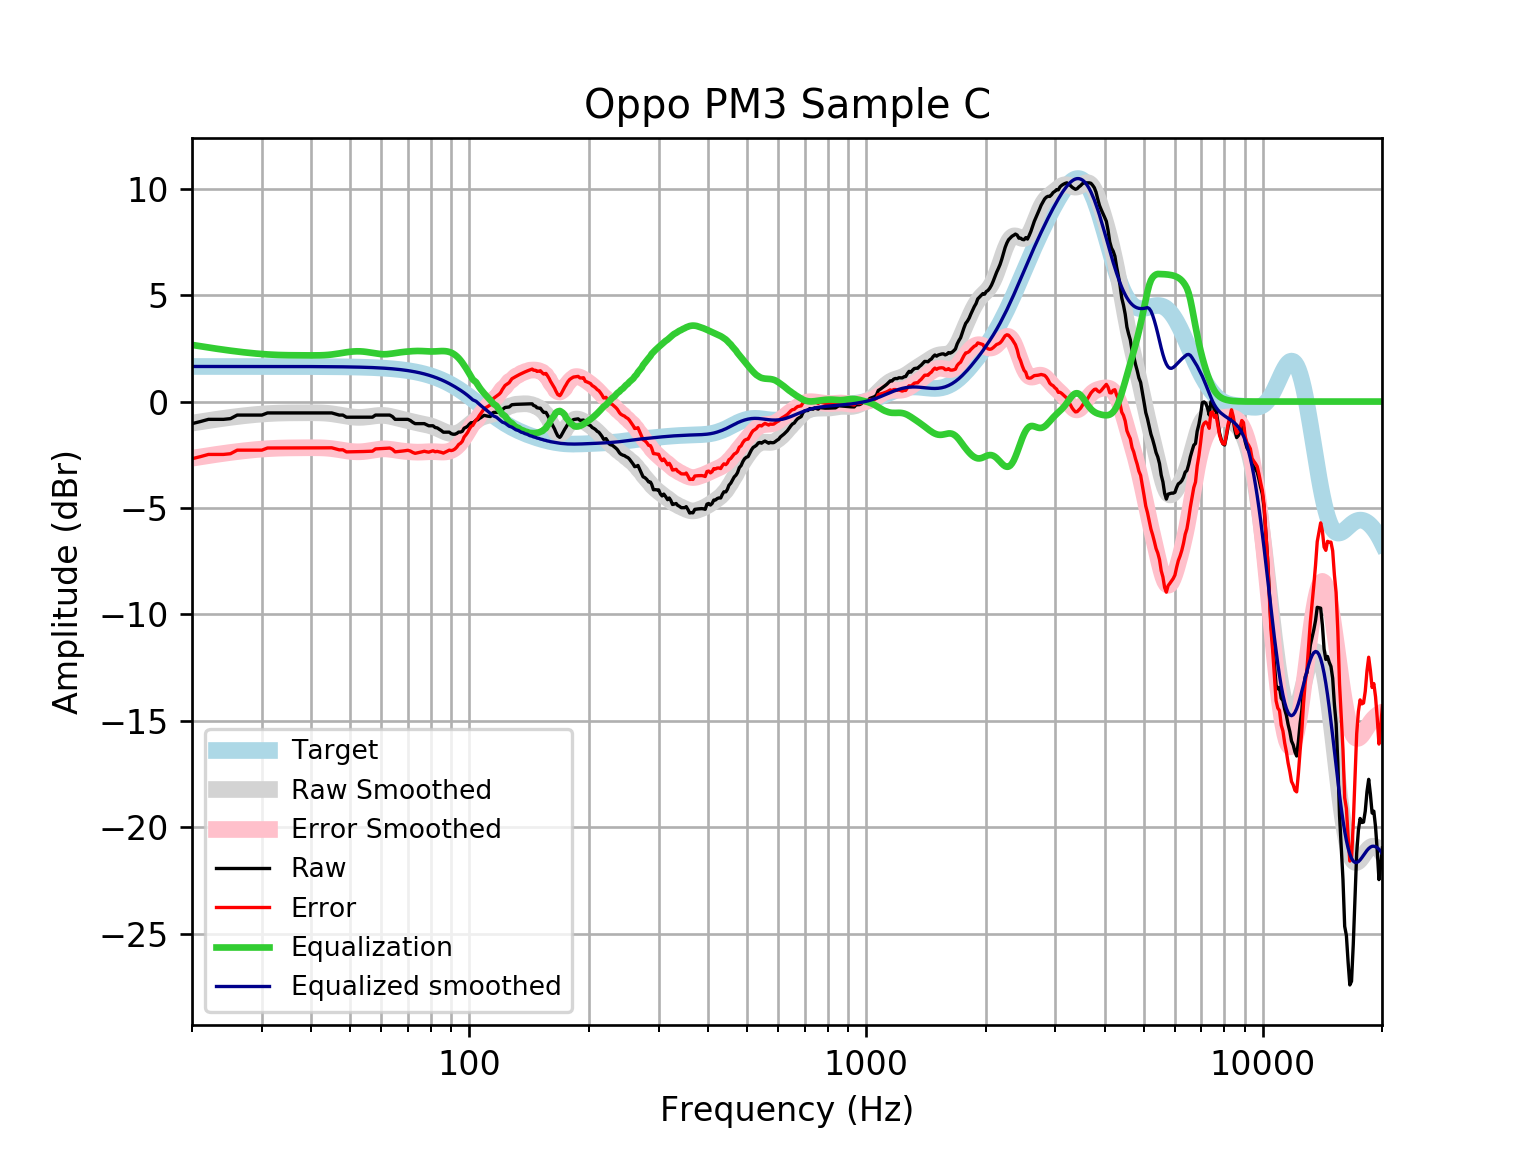 Oppo PM3 Sample C
10
5
0
−5
−10
−15
−20
−25
Amplitude (dBr)
Target
Raw Smoothed
Error Smoothed
Raw
Error
Equalization
Equalized smoothed
100 1000 10000
Frequency (Hz)